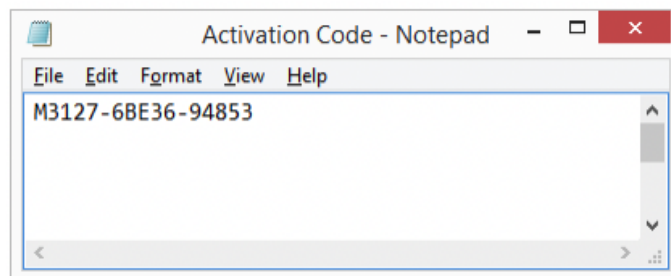 Activation Code - Notepad
File Edit Format View Help
M3127-6BE36-94853